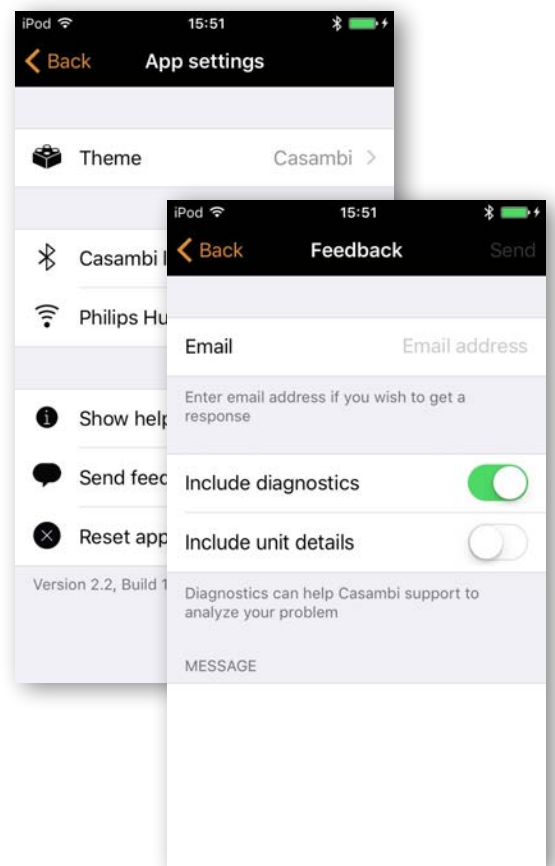 iPod 15:51
Back App settings
Theme Casambi
Casambi
Philips Hu
Show help
Send feed
Reset app
Version 2.2, Build 1
iPod 15:51
Back Feedback Send
Email Email address
Enter email address if you wish to get a
response
Include diagnostics
Include unit details
Diagnostics can help Casambi support to
analyze your problem
MESSAGE